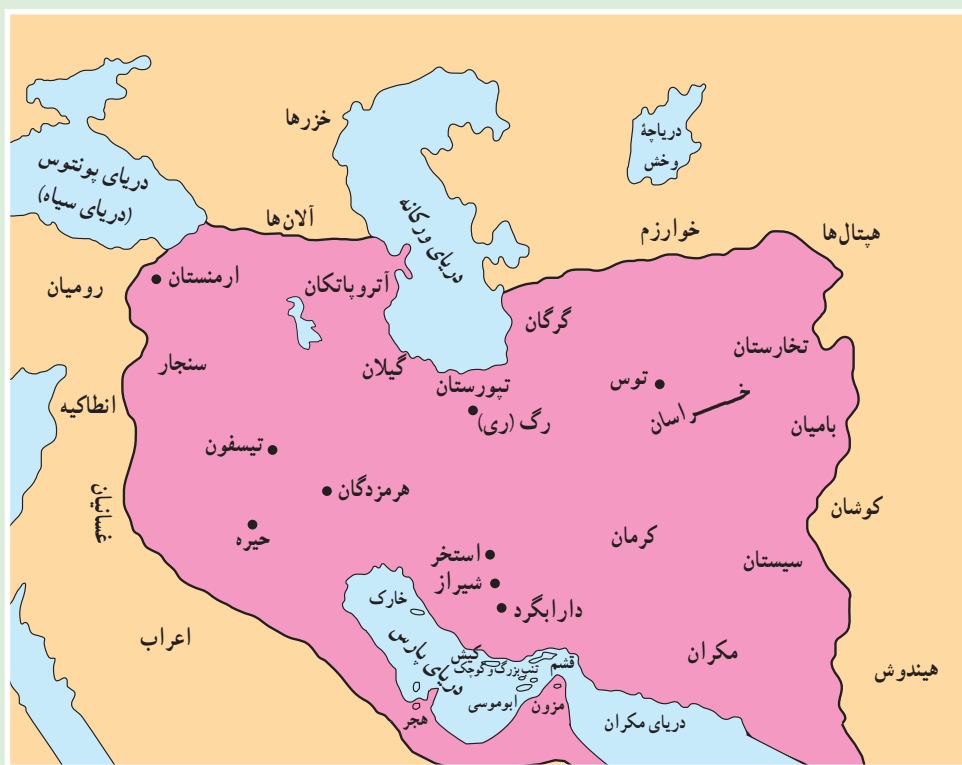 خزرها
دریاچهٔ
وخش
دریای پونتوس
(دریای سیاه)
آلان‌ها
دریای ورکانه
خوارزم
هپتال‌ها
رومیان
ارمنستان
آتروپاتکان
گرگان
تخارستان
سنجار
گیلان
تپورستان
توس
خراسان
انطاکیه
رگ (ری)
بامیان
تیسفون
هرمزدگان
غسانیان
کوشان
حیره
استخر
کرمان
شیراز
سیستان
دارابگرد
خارک
اعراب
دریای پارس
کیش
تنب بزرگ و کوچک
قشم
مکران
هیندوش
ابوموسی
مزون
هجر
دریای مکران